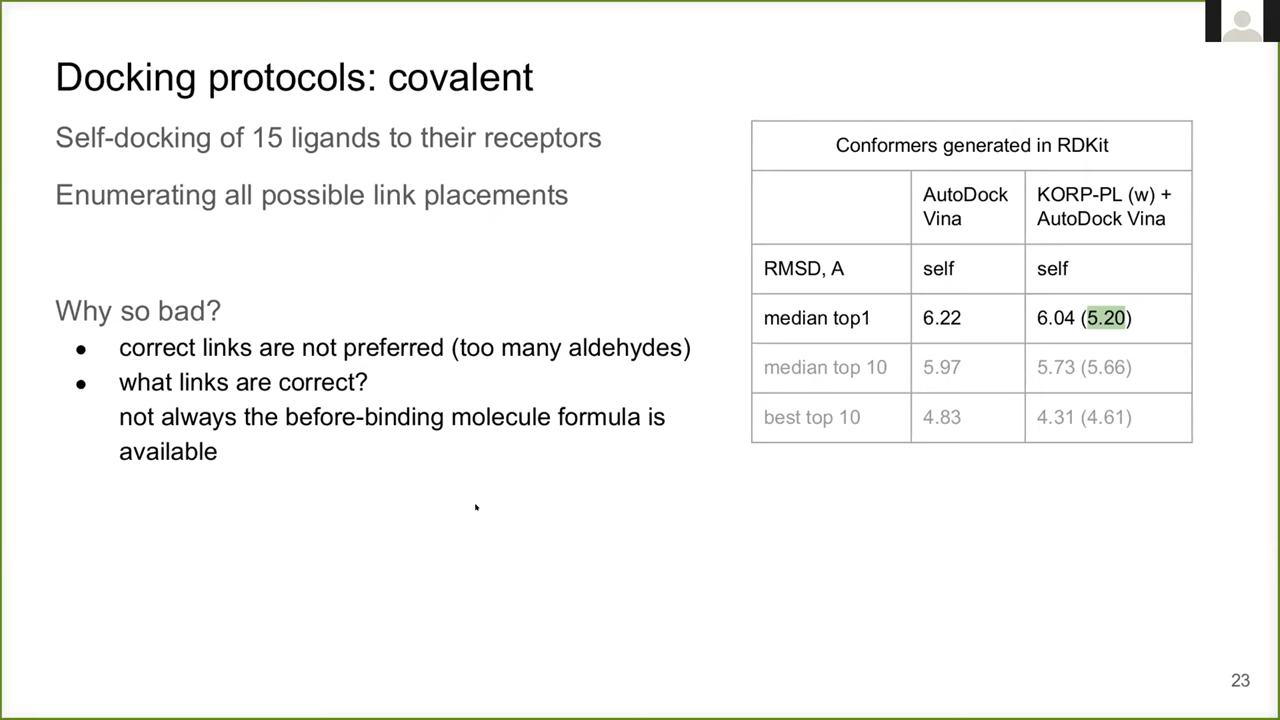 Docking protocols: covalent
Self-docking of 15 ligands to their receptors
Enumerating all possible link placements
Why so bad?
● correct links are not preferred (too many aldehydes)
● what links are correct?
not always the before-binding molecule formula is
available
Conformers generated in RDKit
AutoDock
Vina
KORP-PL (w) +
AutoDock Vina
RMSD, A self self
median top1 6.22 6.04 (5.20)
median top 10 5.97 5.73 (5.66)
best top 10 4.83 4.31 (4.61)
23